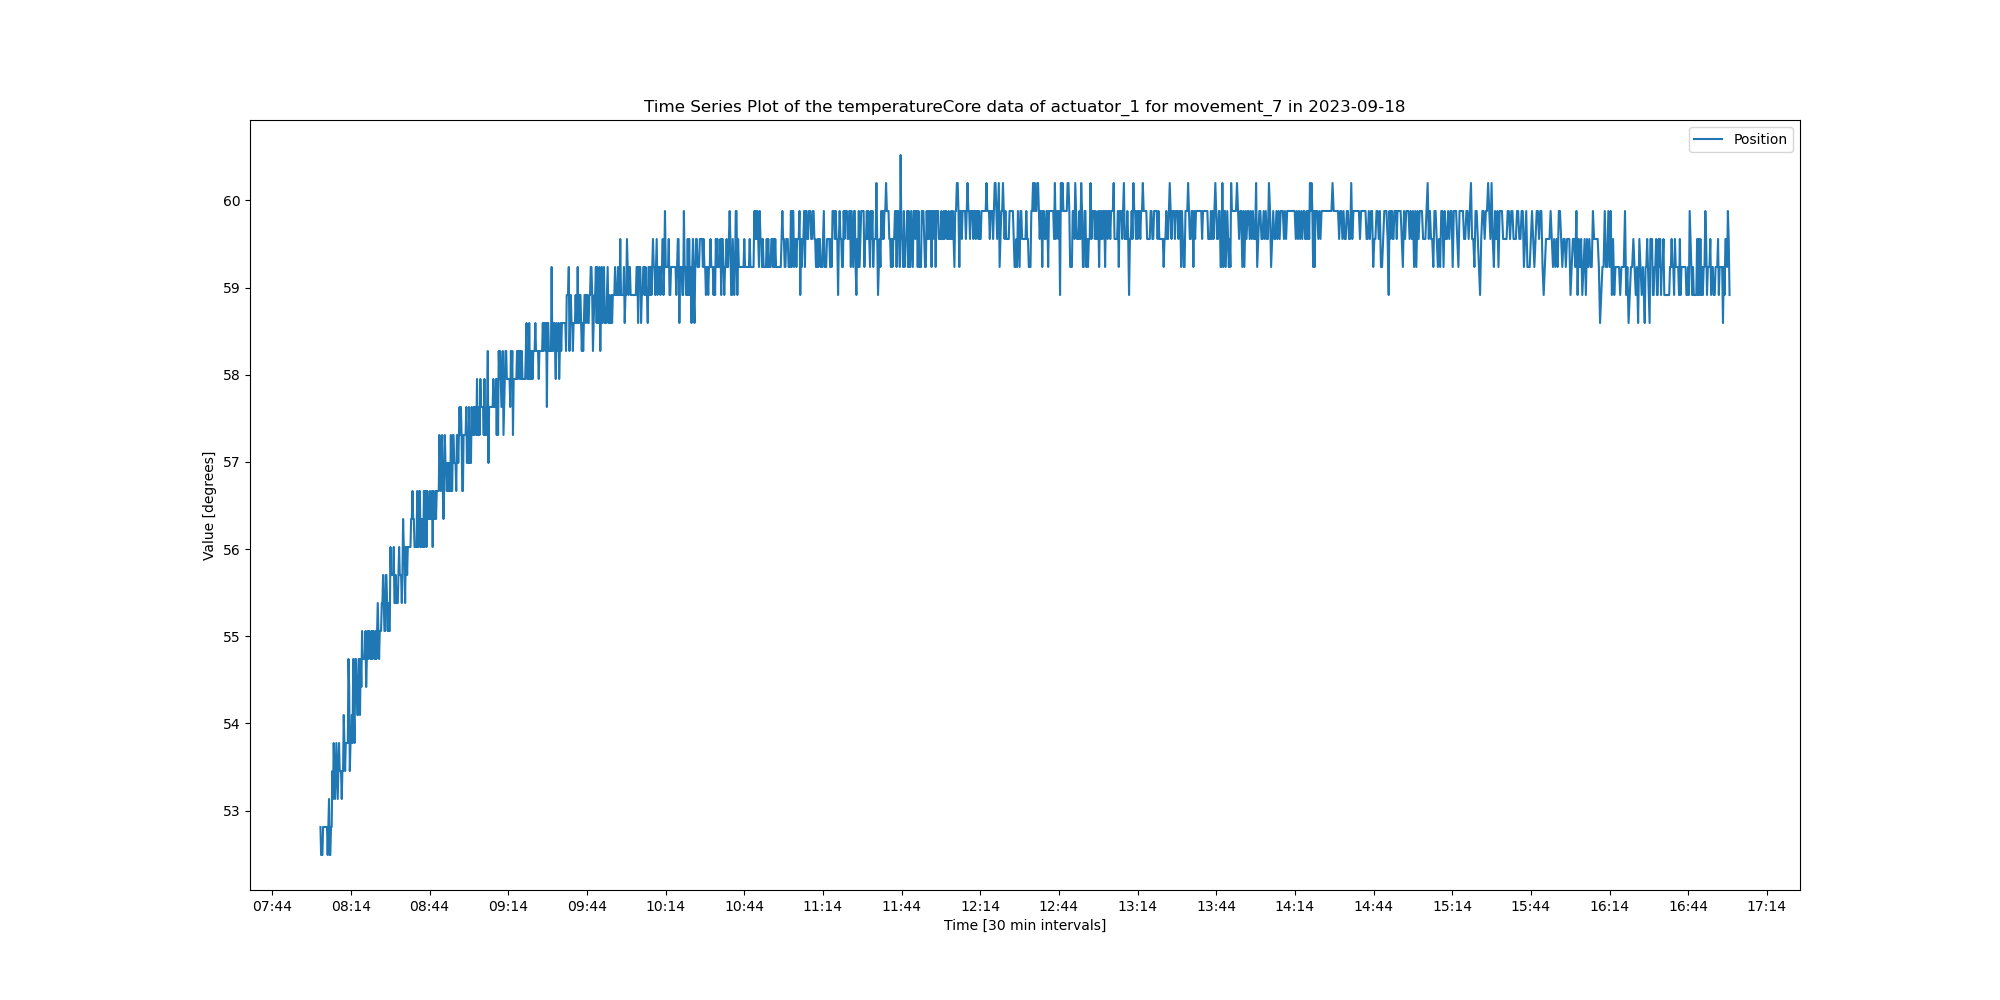 Time Series Plot of the temperatureCore data of actuator_1 for movement_7 in 2023-09-18
Position
60
59
58
57
56
55
54
53
Value [degrees]
07:44 08:14 08:44 09:14 09:44 10:14 10:44 11:14 11:44 12:14 12:44 13:14 13:44 14:14 14:44 15:14 15:44 16:14 16:44 17:14
Time [30 min intervals]